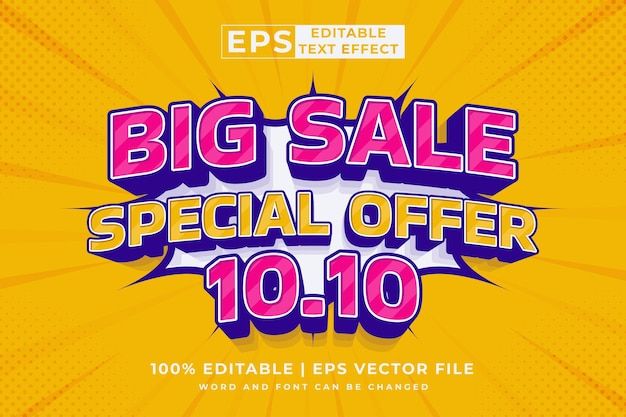 EPS EDITABLE
TEXT EFFECT
BIG SALE
SPECIAL OFFER
10.10
100% EDITABLE | EPS VECTOR FILE
WORD AND FONT CAN BE CHANGED